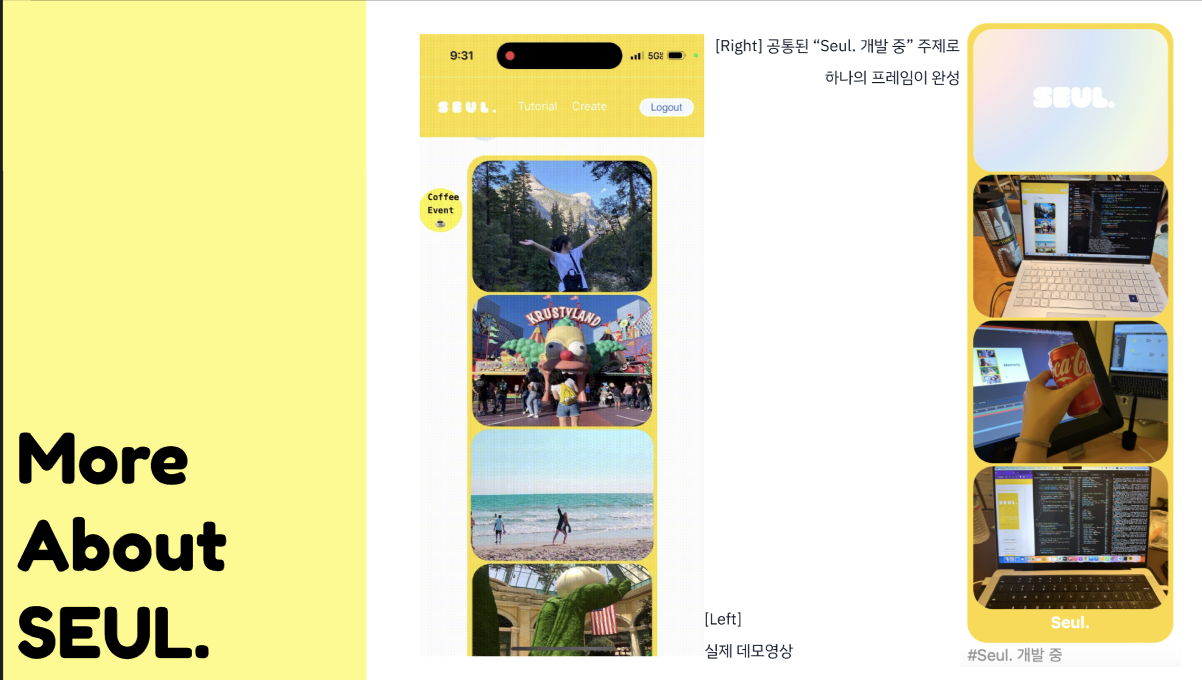 More
About
SEUL.
9:31
5G
SEUL.
Tutorial
Create
Logout
Coffee
Event
KRUSTYLAND
[Left]
실제 데모영상
[Right] 공통된 “Seul. 개발 중” 주제로
하나의 프레임이 완성
SEUL.
Coca-Cola
Seul.
#Seul. 개발 중